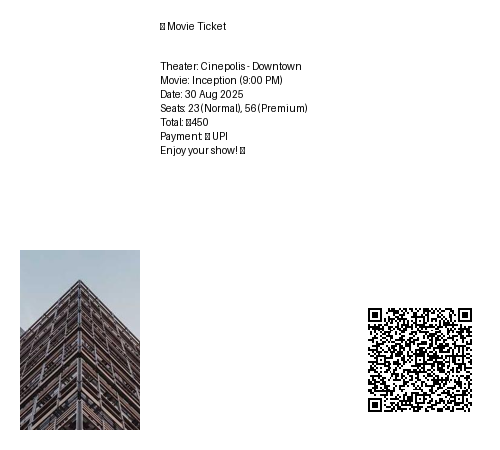 ▯ Movie Ticket
Theater: Cinepolis - Downtown
Movie: Inception (9:00 PM)
Date: 30 Aug 2025
Seats: 23(Normal), 56(Premium)
Total: ▯450
Payment: ▯ UPI
Enjoy your show! ▯